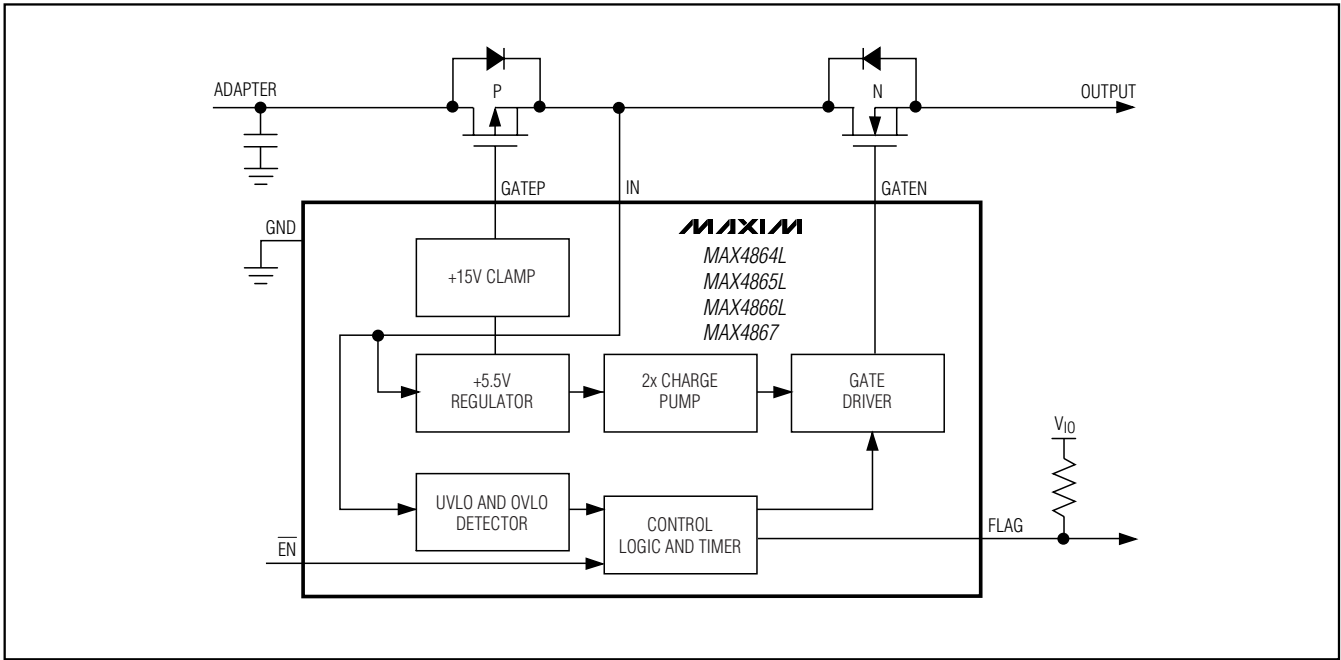 ADAPTER
P
N
OUTPUT
GATEP
IN
GATEN
GND
MAXIM
MAX4864L
MAX4865L
MAX4866L
MAX4867
+15V CLAMP
+5.5V
REGULATOR
2x CHARGE
PUMP
GATE
DRIVER
VIO
UVLO AND OVLO
DETECTOR
CONTROL
LOGIC AND TIMER
FLAG
EN